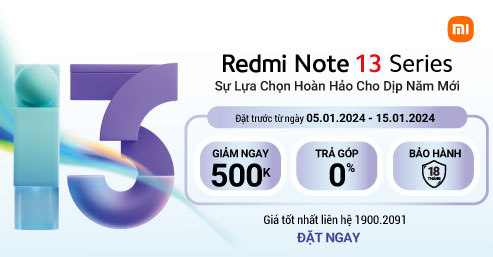 mi
13
Redmi Note 13 Series
Sự Lựa Chọn Hoàn Hảo Cho Dịp Năm Mới
Đặt trước từ ngày 05.01.2024 - 15.01.2024
GIẢM NGAY
500K
TRẢ GÓP
0%
BẢO HÀNH
18
THÁNG
Giá tốt nhất liên hệ 1900.2091
ĐẶT NGAY